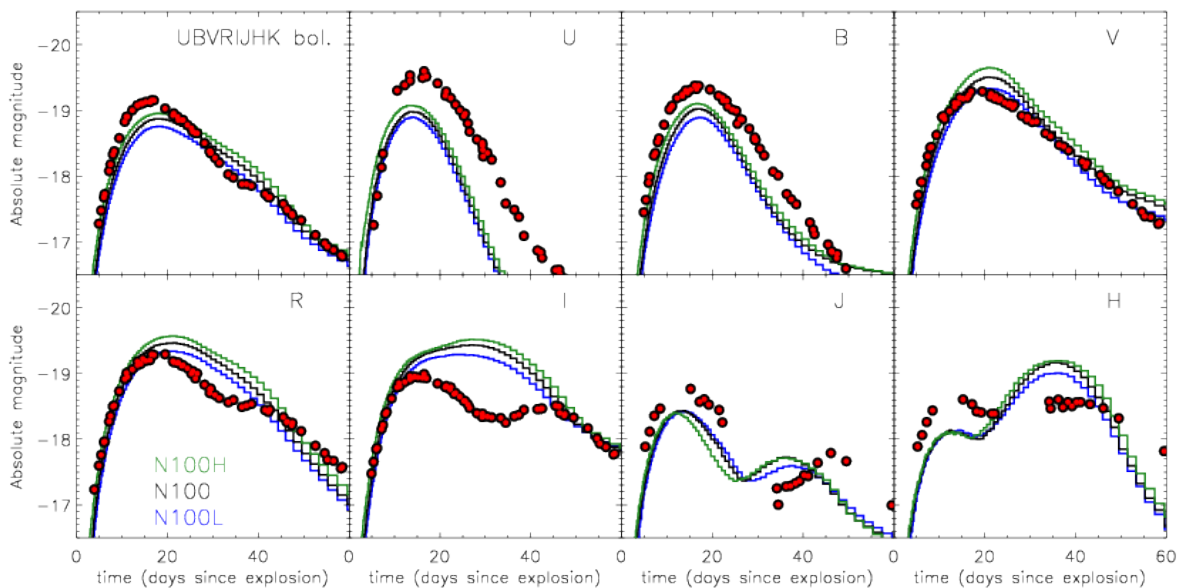 UBVRIJHK bol.
U
B
V
Absolute magnitude
-20
-19
-18
-17
R
I
J
H
Absolute magnitude
-20
-19
-18
-17
N100H
N100
N100L
0 20 40 0 20 40 0 20 40 0 20 40 60
time (days since explosion) time (days since explosion) time (days since explosion) time (days since explosion)